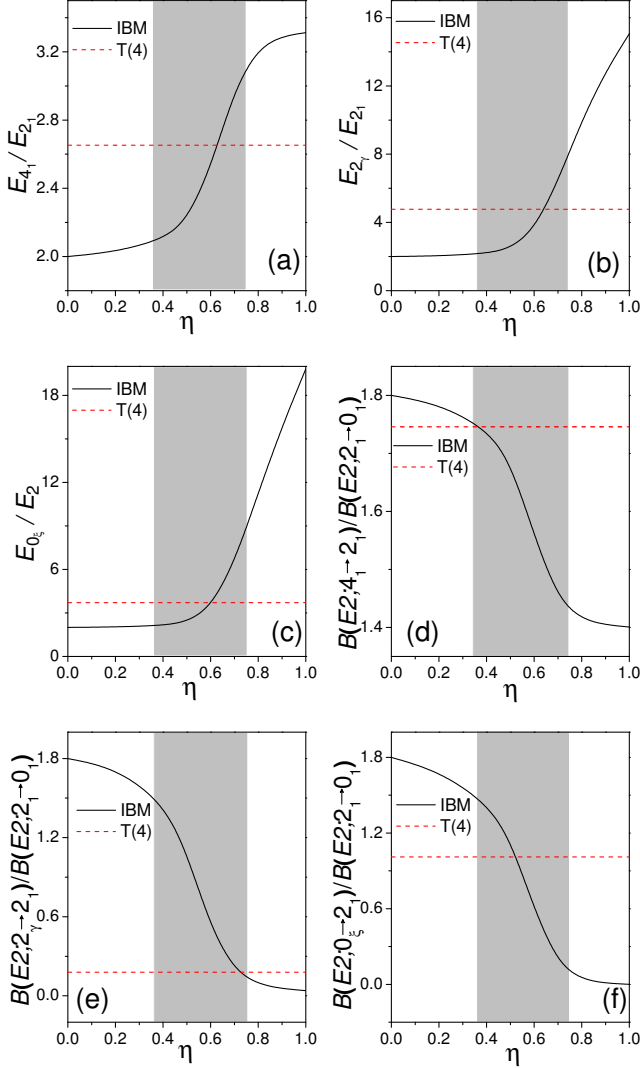 E₄₁ / E₂₁
3.2
2.8
2.4
2.0
IBM
T(4)
(a)
0.0 0.2 0.4 0.6 0.8 1.0
η
E₂ᵧ / E₂₁
16
12
8
4
0
IBM
T(4)
(b)
0.0 0.2 0.4 0.6 0.8 1.0
η
E₀ξ / E₂
18
12
6
0
IBM
T(4)
(c)
0.0 0.2 0.4 0.6 0.8 1.0
η
B(E2;4₁→2₁)/B(E2;2₁→0₁)
1.8
1.6
1.4
IBM
T(4)
(d)
0.0 0.2 0.4 0.6 0.8 1.0
η
B(E2;2ᵧ→2₁)/B(E2;2₁→0₁)
1.8
1.2
0.6
0.0
IBM
T(4)
(e)
0.0 0.2 0.4 0.6 0.8 1.0
η
B(E2;0ξ→2₁)/B(E2;2₁→0₁)
1.8
1.2
0.6
0.0
IBM
T(4)
(f)
0.0 0.2 0.4 0.6 0.8 1.0
η